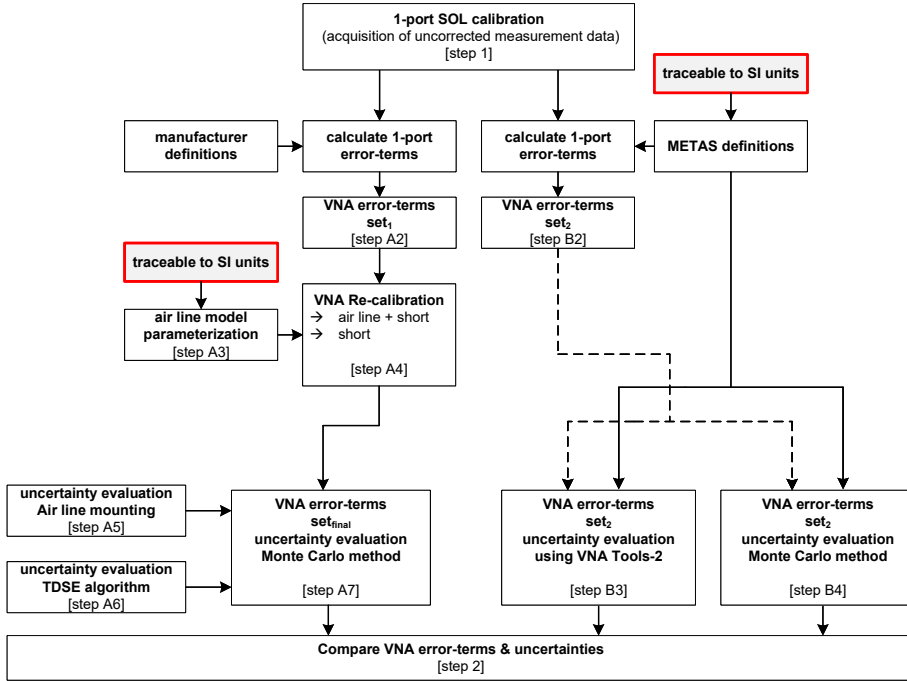 1-port SOL calibration
(acquisition of uncorrected measurement data)
[step 1]
traceable to SI units
manufacturer
definitions
calculate 1-port
error-terms
calculate 1-port
error-terms
METAS definitions
VNA error-terms
set1
[step A2]
VNA error-terms
set2
[step B2]
traceable to SI units
air line model
parameterization
[step A3]
VNA Re-calibration
→ air line + short
→ short
[step A4]
uncertainty evaluation
Air line mounting
[step A5]
uncertainty evaluation
TDSE algorithm
[step A6]
VNA error-terms
setfinal
uncertainty evaluation
Monte Carlo method
[step A7]
VNA error-terms
set2
uncertainty evaluation
using VNA Tools-2
[step B3]
VNA error-terms
set2
uncertainty evaluation
Monte Carlo method
[step B4]
Compare VNA error-terms & uncertainties
[step 2]